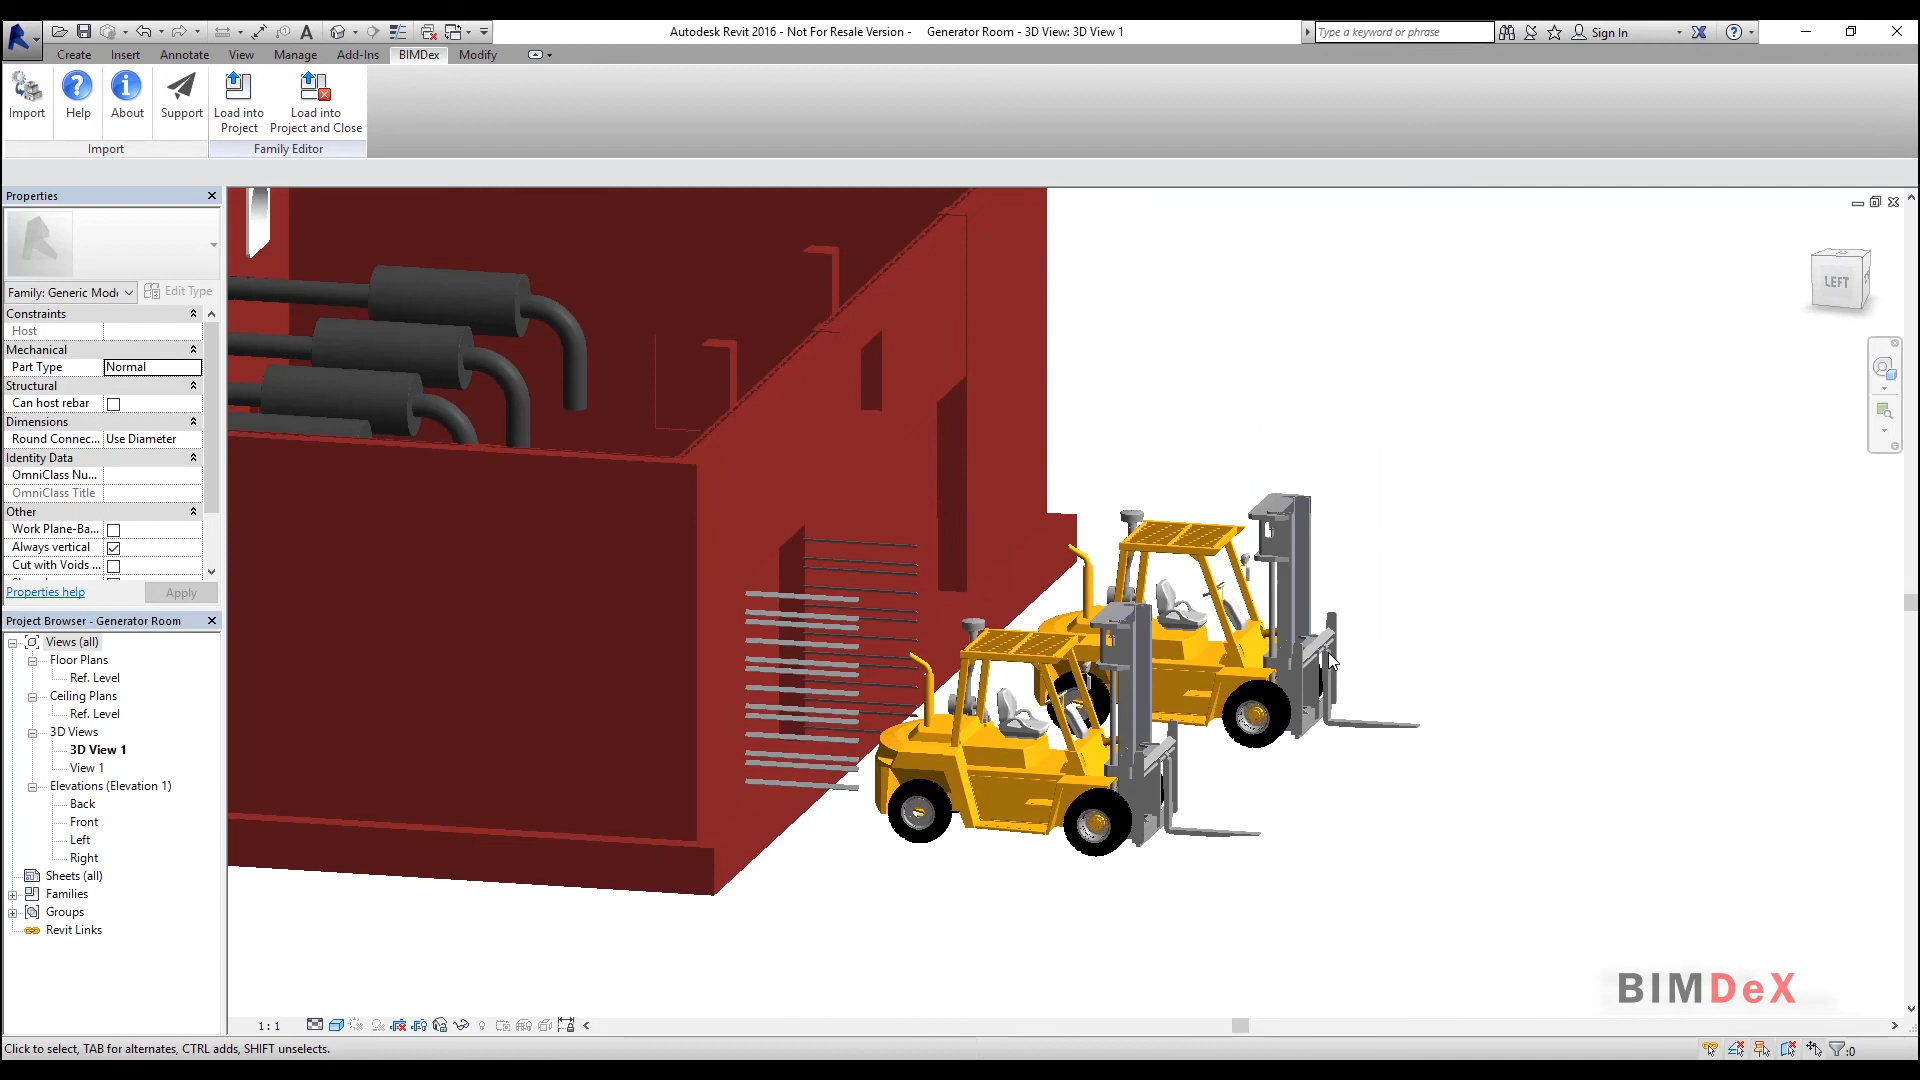 Autodesk Revit 2016 - Not For Resale Version -    Generator Room - 3D View: 3D View 1
Type a keyword or phrase
Sign In
Create Insert Annotate View Manage Add-Ins BIMDex Modify
Import Help About Support Load into Project Load into Project and Close
Import Family Editor
Properties
Family: Generic Mode
Edit Type
Constraints
Host
Mechanical
Part Type Normal
Structural
Can host rebar
Dimensions
Round Connec... Use Diameter
Identity Data
OmniClass Nu...
OmniClass Title
Other
Work Plane-Ba...
Always vertical
Cut with Voids ...
Properties help
Apply
Project Browser - Generator Room
Views (all)
Floor Plans
Ref. Level
Ceiling Plans
Ref. Level
3D Views
3D View 1
View 1
Elevations (Elevation 1)
Back
Front
Left
Right
Sheets (all)
Families
Groups
Revit Links
LEFT
BIMDeX
1 : 1
Click to select, TAB for alternates, CTRL adds, SHIFT unselects.
:0